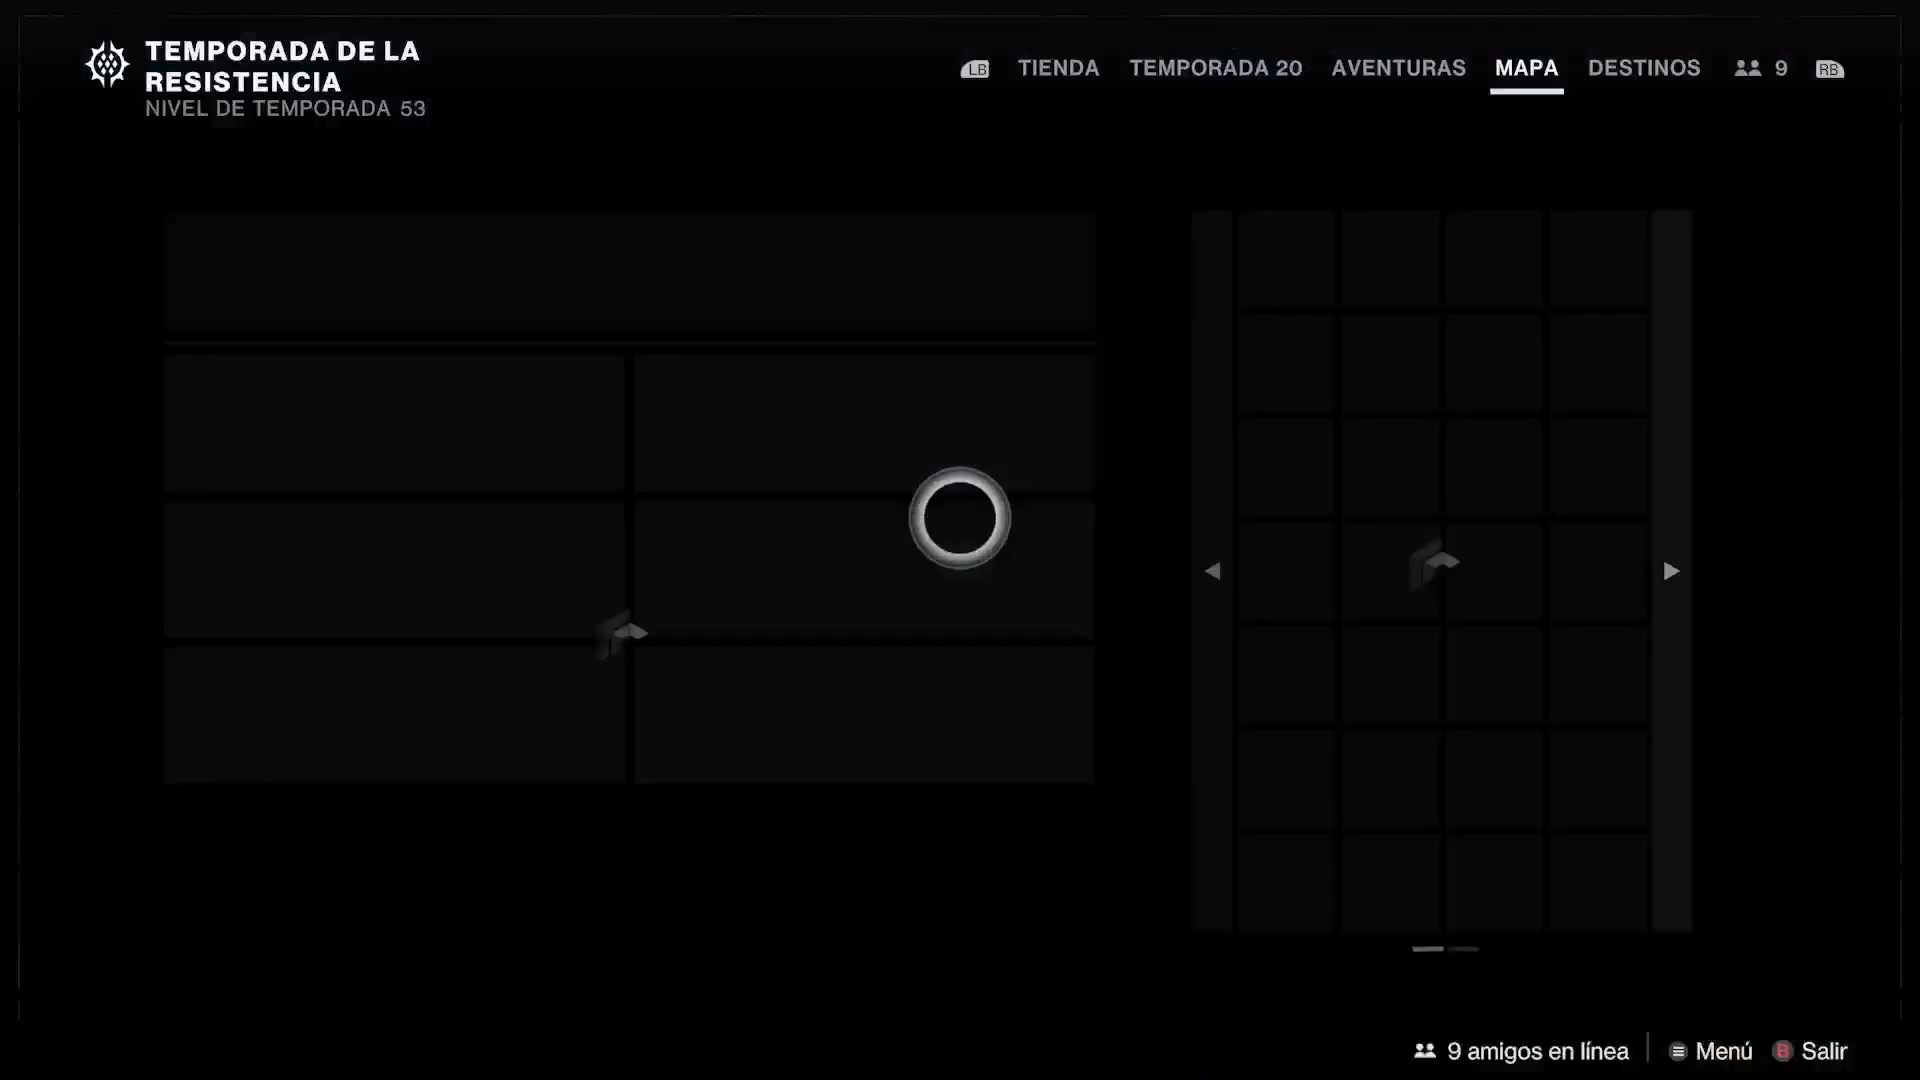 TEMPORADA DE LA
RESISTENCIA
NIVEL DE TEMPORADA 53
LB TIENDA TEMPORADA 20 AVENTURAS MAPA DESTINOS 9 RB
9 amigos en línea Menú B Salir